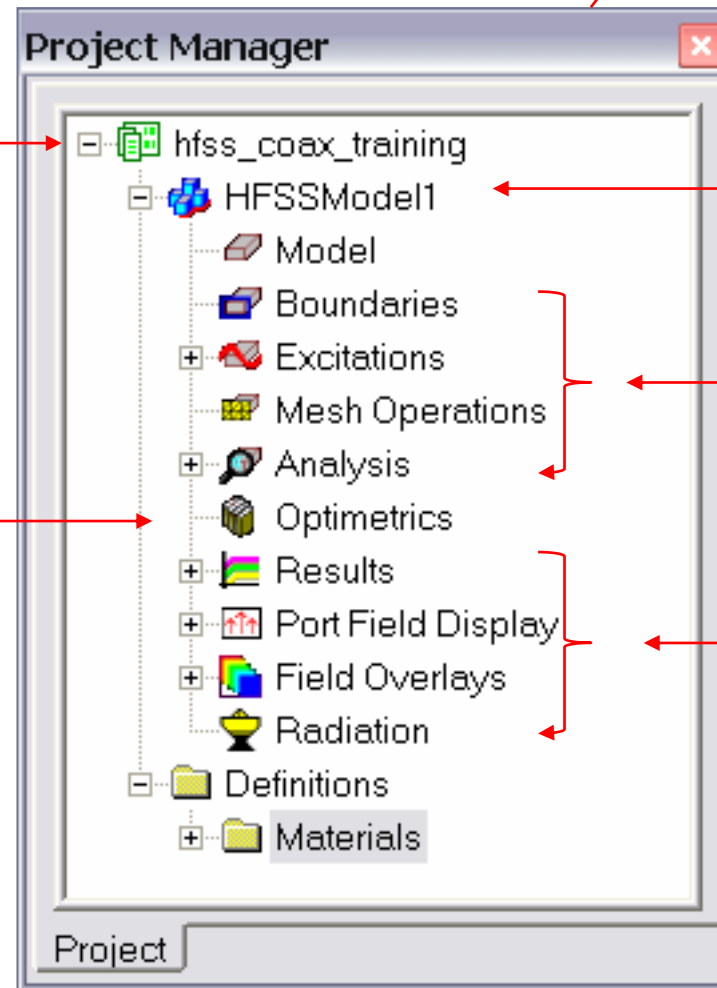 Project Manager
hfss_coax_training
HFSSModel1
Model
Boundaries
Excitations
Mesh Operations
Analysis
Optimetrics
Results
Port Field Display
Field Overlays
Radiation
Definitions
Materials
Project